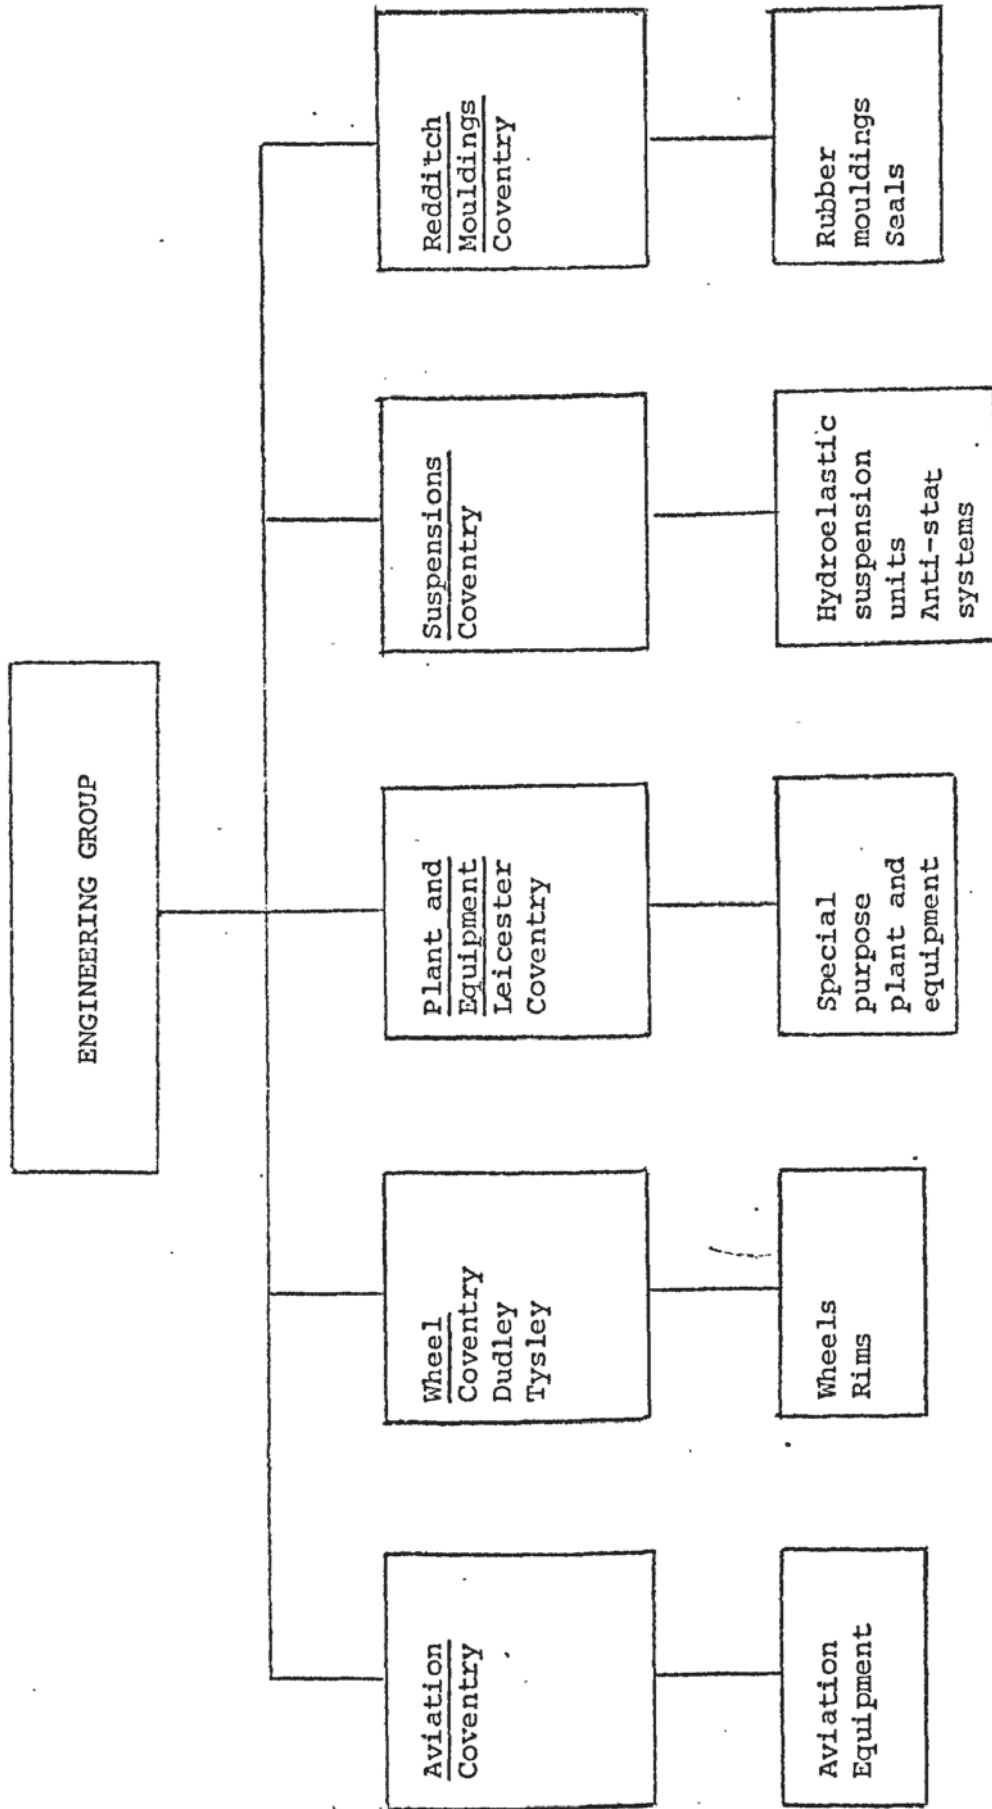 ENGINEERING GROUP
Aviation
Coventry
Wheel
Coventry
Dudley
Tysley
Plant and
Equipment
Leicester
Coventry
Suspensions
Coventry
Redditch
Mouldings
Coventry
Aviation
Equipment
Wheels
Rims
Special
purpose
plant and
equipment
Hydroelastic
suspension
units
Anti-stat
systems
Rubber
mouldings
Seals